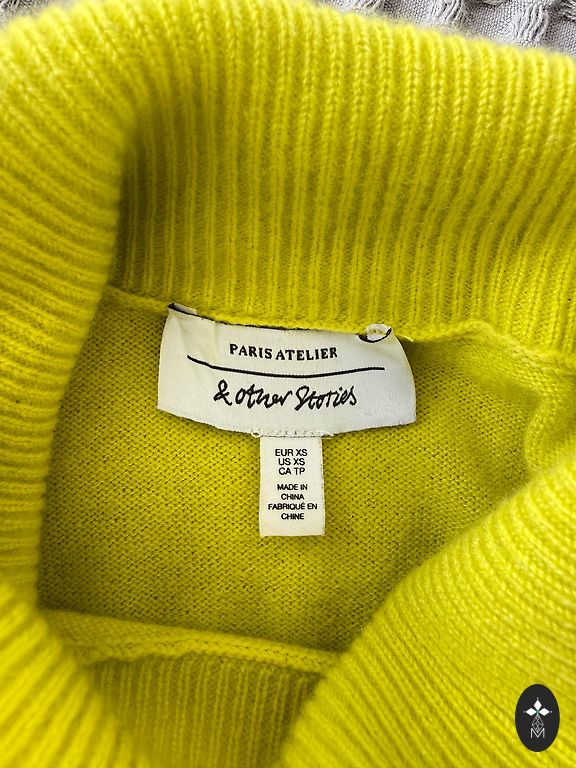 PARIS ATELIER
& other Stories
EUR XS
US XS
CA TP
MADE IN
CHINA
FABRIQUÉ EN
CHINE
M